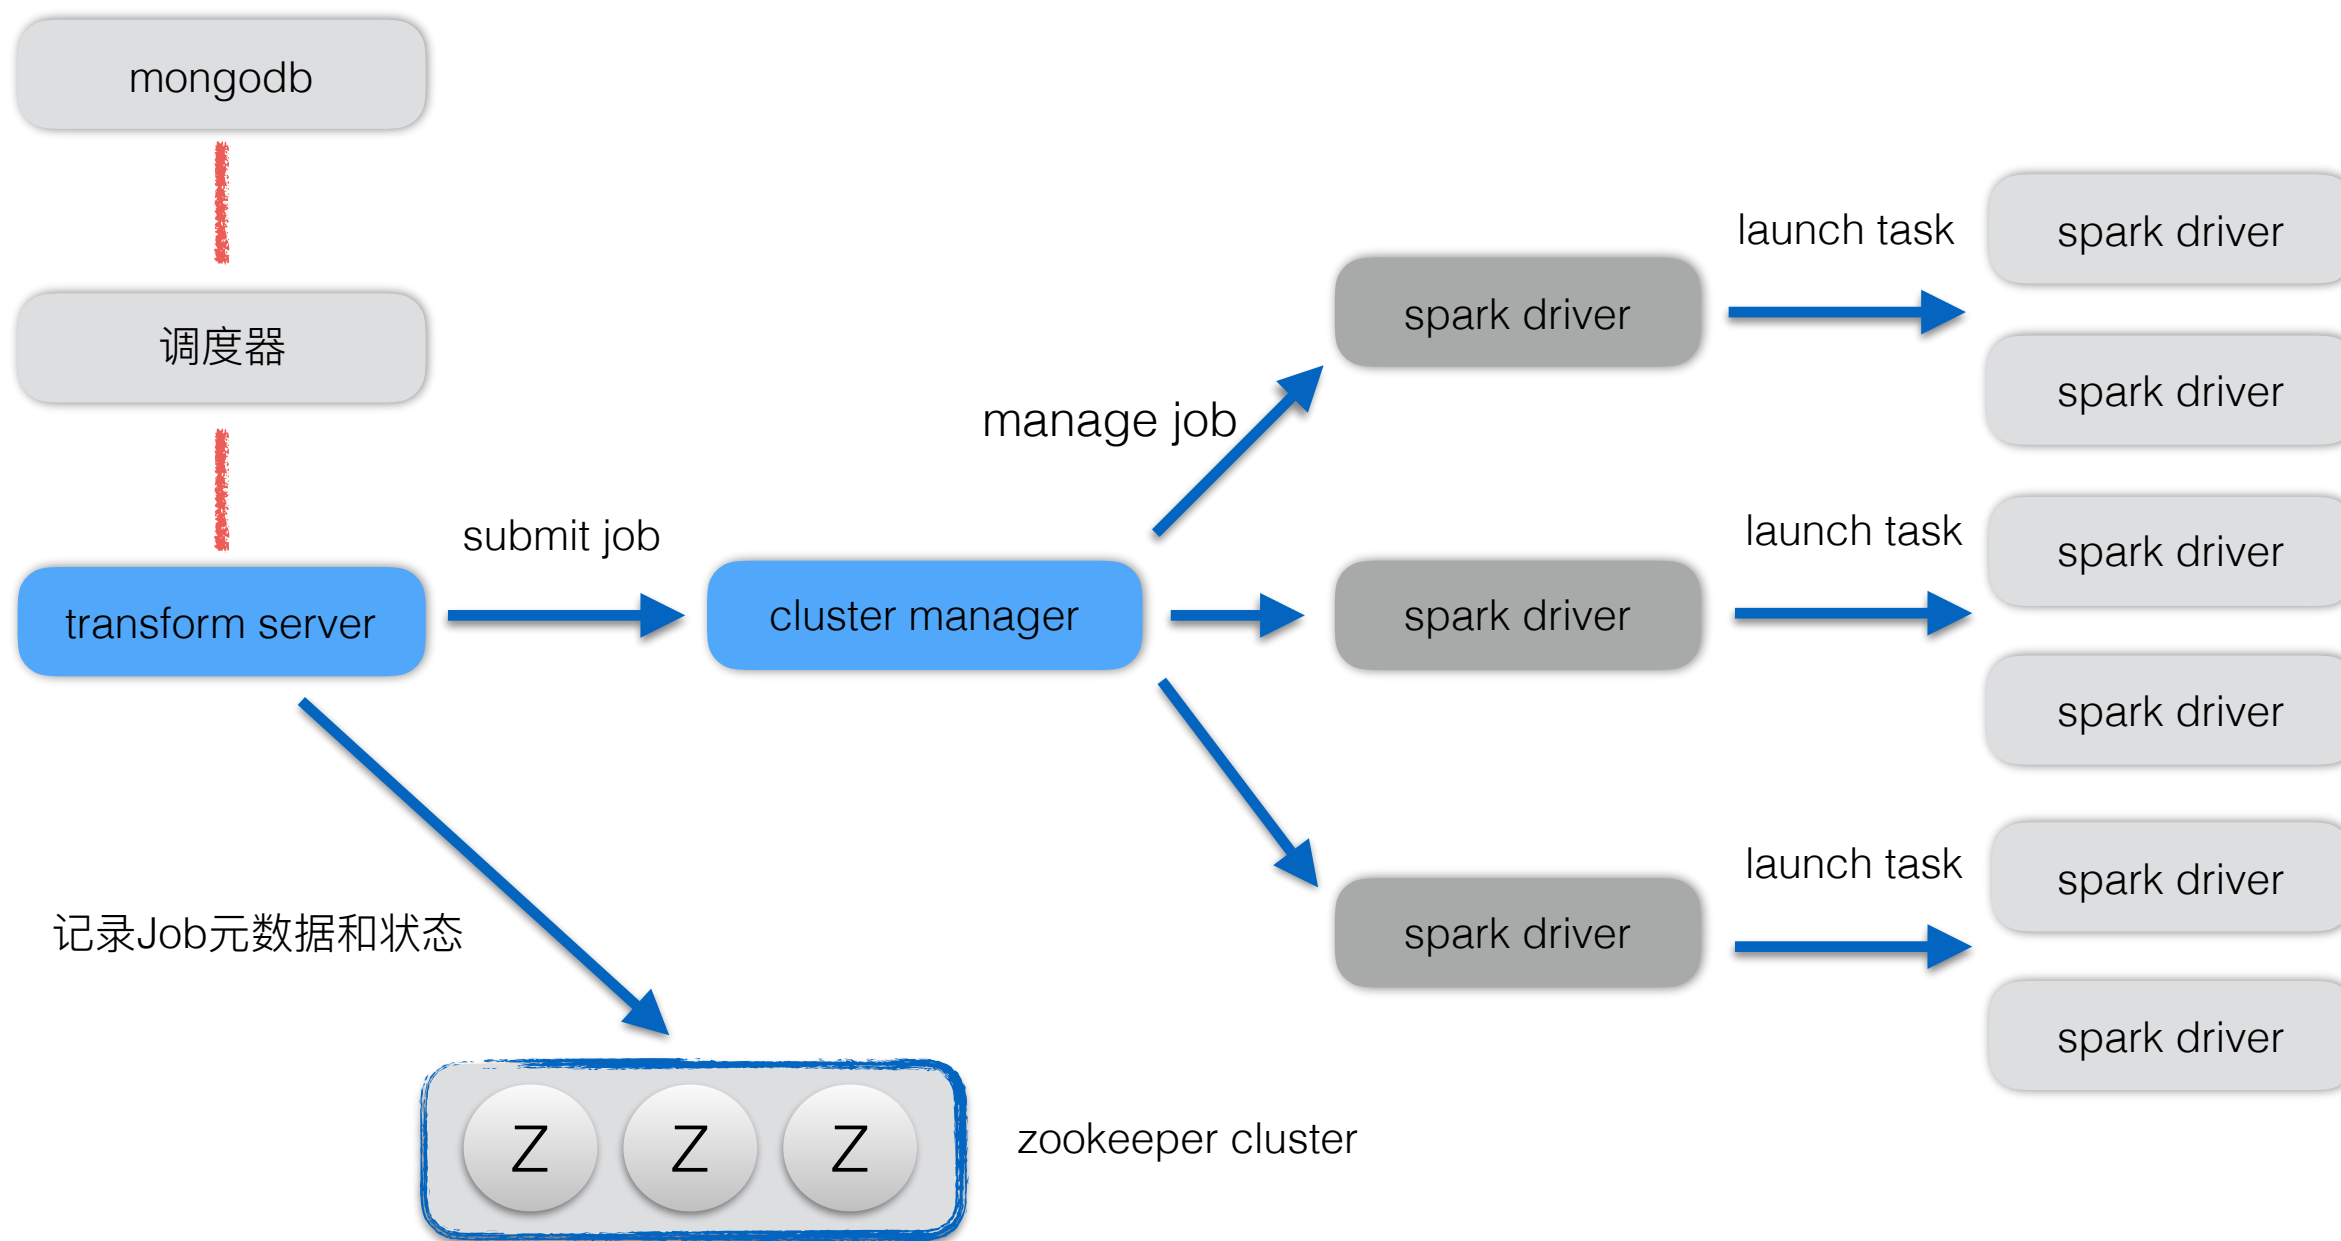 mongodb
调度器
transform server
submit job
cluster manager
manage job
spark driver
launch task
spark driver
spark driver
spark driver
launch task
spark driver
spark driver
spark driver
launch task
spark driver
spark driver
记录Job元数据和状态
Z Z Z
zookeeper cluster